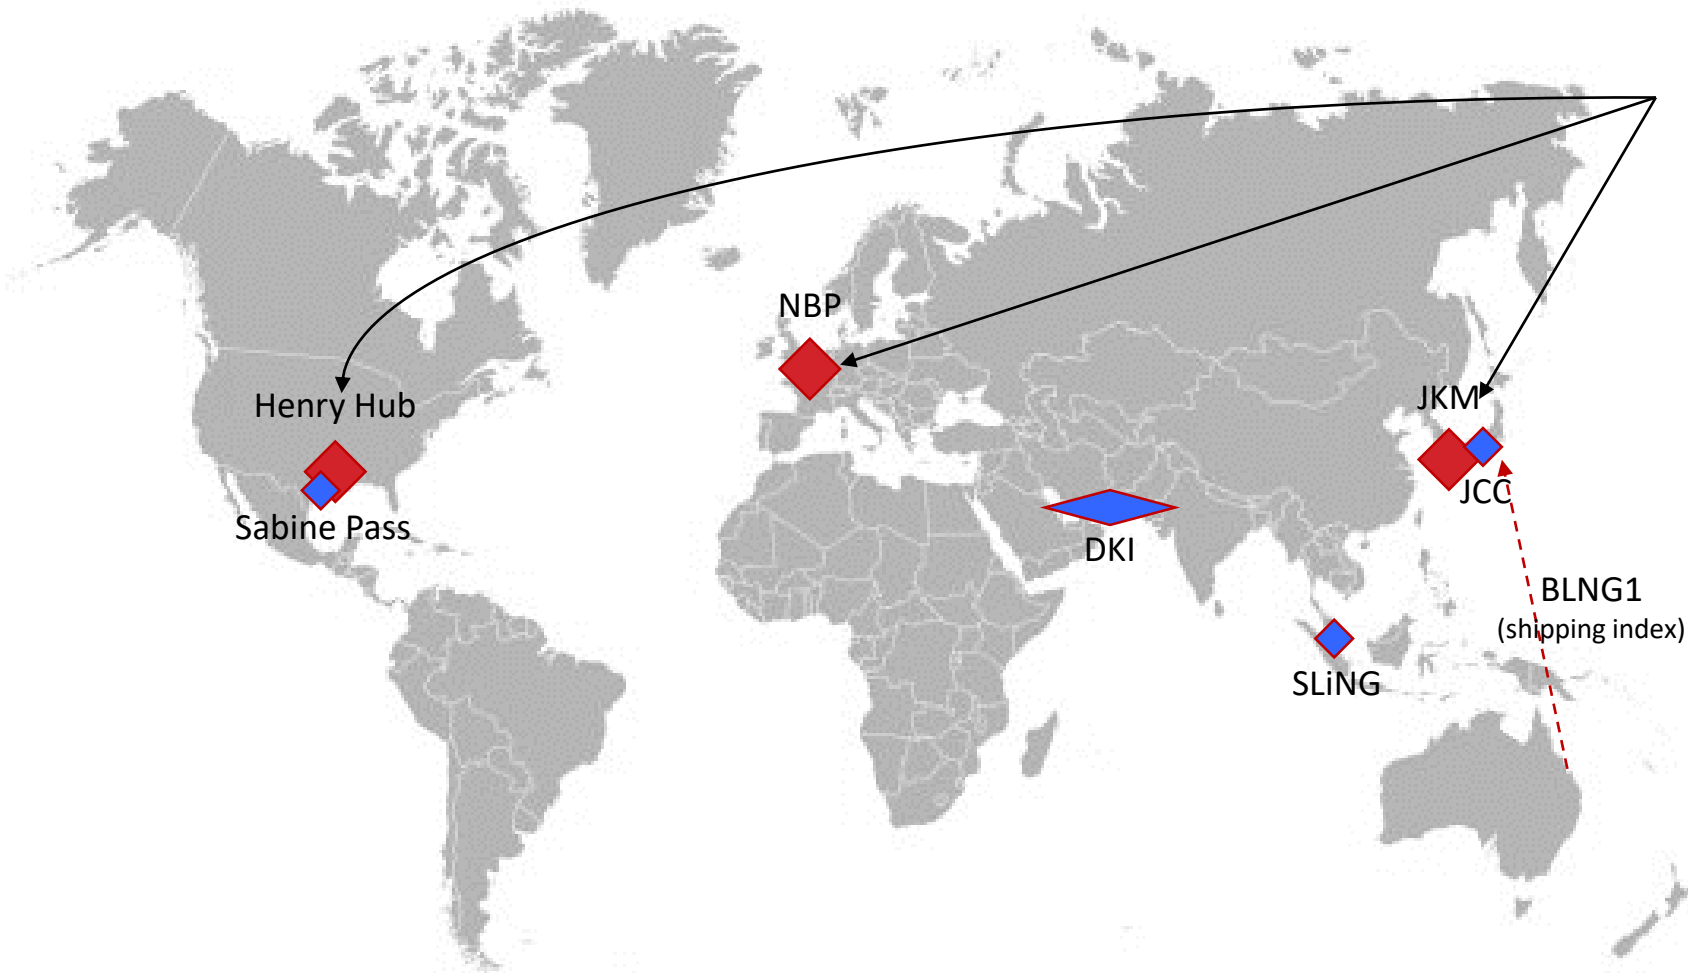 NBP
Henry Hub
JKM
JCC
Sabine Pass
DKI
BLNG1
(shipping index)
SLiNG